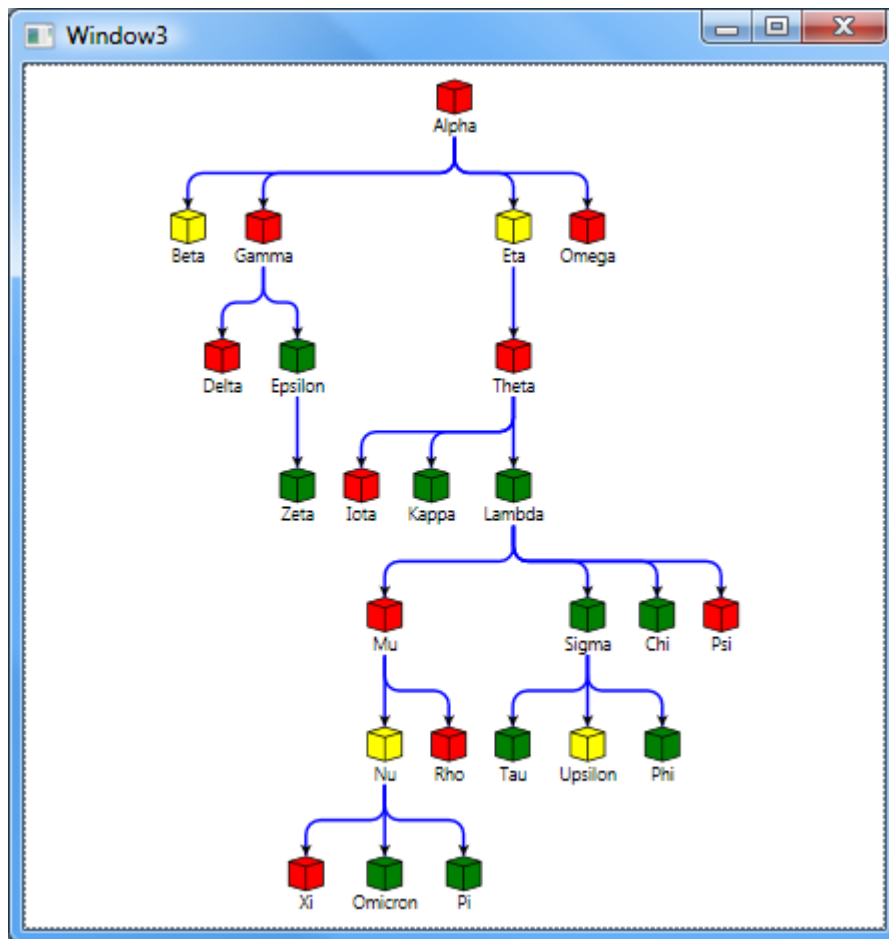 Window3
Alpha
Beta Gamma Eta Omega
Delta Epsilon Theta
Zeta Iota Kappa Lambda
Mu Sigma Chi Psi
Nu Rho Tau Upsilon Phi
Xi Omicron Pi